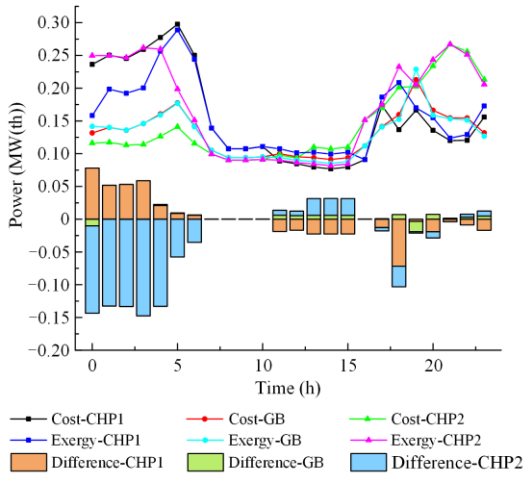 0.30
0.25
0.20
0.15
0.10
0.05
0
−0.05
−0.10
−0.15
−0.20
Power (MW(th))
0 5 10 15 20
Time (h)
Cost-CHP1 Cost-GB Cost-CHP2
Exergy-CHP1 Exergy-GB Exergy-CHP2
Difference-CHP1 Difference-GB Difference-CHP2